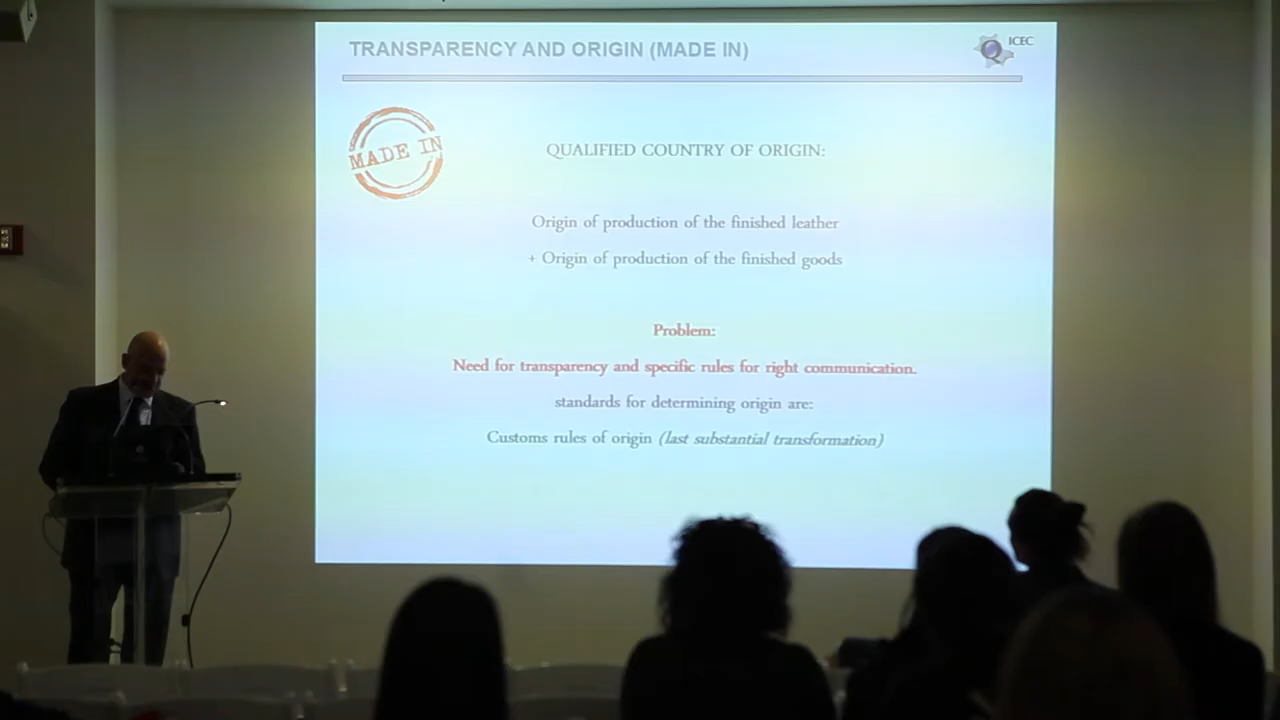 TRANSPARENCY AND ORIGIN (MADE IN)
Q ICEC
MADE IN
QUALIFIED COUNTRY OF ORIGIN:
Origin of production of the finished leather
+ Origin of production of the finished goods
Problem:
Need for transparency and specific rules for right communication.
standards for determining origin are:
Customs rules of origin (last substantial transformation)